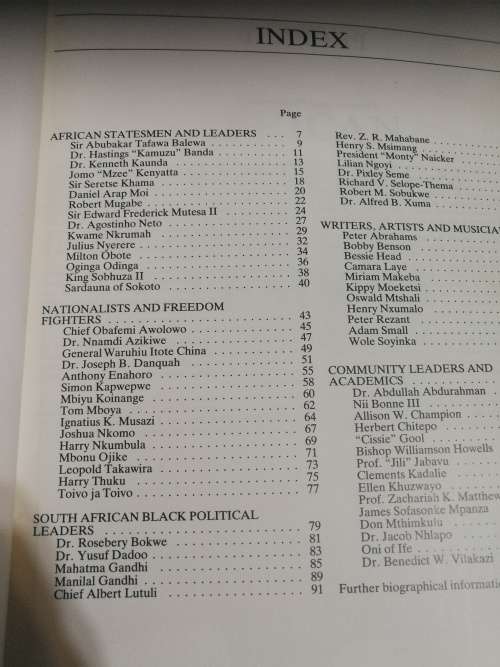 INDEX
Page
AFRICAN STATESMEN AND LEADERS . . . 7
Sir Abubakar Tafawa Balewa . . . . . . . . . . 9
Dr. Hastings “Kamuzu” Banda . . . . . . . . 11
Dr. Kenneth Kaunda . . . . . . . . . . . . . . . . 13
Jomo “Mzee” Kenyatta . . . . . . . . . . . . . . 15
Sir Seretse Khama . . . . . . . . . . . . . . . . . . 18
Daniel Arap Moi . . . . . . . . . . . . . . . . . . . 20
Robert Mugabe . . . . . . . . . . . . . . . . . . . . 22
Sir Edward Frederick Mutesa II . . . . . . . . 24
Dr. Agostinho Neto . . . . . . . . . . . . . . . . . 27
Kwame Nkrumah . . . . . . . . . . . . . . . . . . 29
Julius Nyerere . . . . . . . . . . . . . . . . . . . . . 32
Milton Obote . . . . . . . . . . . . . . . . . . . . . . 34
Oginga Odinga . . . . . . . . . . . . . . . . . . . . 36
King Sobhuza II . . . . . . . . . . . . . . . . . . . 38
Sardauna of Sokoto . . . . . . . . . . . . . . . . . 40
NATIONALISTS AND FREEDOM
FIGHTERS . . . . . . . . . . . . . . . . . . . . . . . . 43
Chief Obafemi Awolowo . . . . . . . . . . . . . 45
Dr. Nnamdi Azikiwe . . . . . . . . . . . . . . . . 47
General Waruhiu Itote China . . . . . . . . . . 49
Dr. Joseph B. Danquah . . . . . . . . . . . . . . 51
Anthony Enahoro . . . . . . . . . . . . . . . . . . 55
Simon Kapwepwe . . . . . . . . . . . . . . . . . . 58
Mbiyu Koinange . . . . . . . . . . . . . . . . . . . 60
Tom Mboya . . . . . . . . . . . . . . . . . . . . . . . 62
Ignatius K. Musazi . . . . . . . . . . . . . . . . . . 64
Joshua Nkomo . . . . . . . . . . . . . . . . . . . . . 67
Harry Nkumbula . . . . . . . . . . . . . . . . . . . 69
Mbonu Ojike . . . . . . . . . . . . . . . . . . . . . . 71
Leopold Takawira . . . . . . . . . . . . . . . . . . 73
Harry Thuku . . . . . . . . . . . . . . . . . . . . . . 75
Toivo ja Toivo . . . . . . . . . . . . . . . . . . . . . 77
SOUTH AFRICAN BLACK POLITICAL
LEADERS . . . . . . . . . . . . . . . . . . . . . . . . . 79
Dr. Rosebery Bokwe . . . . . . . . . . . . . . . . 81
Dr. Yusuf Dadoo . . . . . . . . . . . . . . . . . . . 83
Mahatma Gandhi . . . . . . . . . . . . . . . . . . . 85
Manilal Gandhi . . . . . . . . . . . . . . . . . . . . 89
Chief Albert Lutuli . . . . . . . . . . . . . . . . . . 91
Rev. Z. R. Mahabane . . . . . . . . . . .
Henry S. Msimang . . . . . . . . . . . . .
President “Monty” Naicker . . . . . . .
Lilian Ngoyi . . . . . . . . . . . . . . . . . .
Dr. Pixley Seme . . . . . . . . . . . . . . .
Richard V. Selope-Thema . . . . . . . .
Robert M. Sobukwe . . . . . . . . . . . .
Dr. Alfred B. Xuma . . . . . . . . . . . .
WRITERS, ARTISTS AND MUSICIA
Peter Abrahams . . . . . . . . . . . . . . .
Bobby Benson . . . . . . . . . . . . . . . .
Bessie Head . . . . . . . . . . . . . . . . . .
Camara Laye . . . . . . . . . . . . . . . . .
Miriam Makeba . . . . . . . . . . . . . . .
Kippy Moeketsi . . . . . . . . . . . . . . .
Oswald Mtshali . . . . . . . . . . . . . . .
Henry Nxumalo . . . . . . . . . . . . . . .
Peter Rezant . . . . . . . . . . . . . . . . .
Adam Small . . . . . . . . . . . . . . . . . .
Wole Soyinka . . . . . . . . . . . . . . . .
COMMUNITY LEADERS AND
ACADEMICS . . . . . . . . . . . . . . . . .
Dr. Abdullah Abdurahman . . . . . . .
Nii Bonne III . . . . . . . . . . . . . . . . .
Allison W. Champion . . . . . . . . . . .
Herbert Chitepo . . . . . . . . . . . . . . .
“Cissie” Gool . . . . . . . . . . . . . . . . .
Bishop Williamson Howells
Prof. “Jili” Jabavu . . . . . . . . . . . . .
Clements Kadalie . . . . . . . . . . . . . .
Ellen Khuzwayo . . . . . . . . . . . . . . .
Prof. Zachariah K. Matthew
James Sofasonke Mpanza
Don Mthimkulu . . . . . . . . . . . . . . .
Dr. Jacob Nhlapo . . . . . . . . . . . . . .
Oni of Ife . . . . . . . . . . . . . . . . . . . .
Dr. Benedict W. Vilakazi
Further biographical informatio